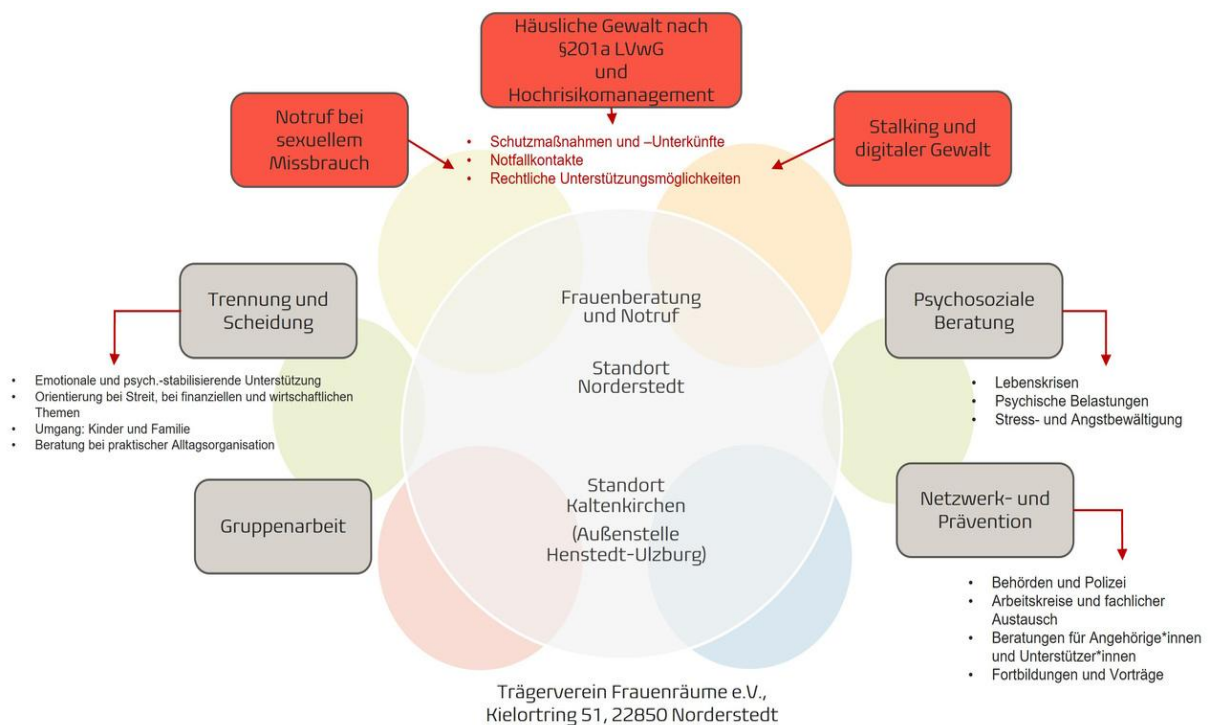 Häusliche Gewalt nach
§201a LVwG
und
Hochrisikomanagement
Notruf bei
sexuellem
Missbrauch
Stalking und
digitaler Gewalt
• Schutzmaßnahmen und –Unterkünfte
• Notfallkontakte
• Rechtliche Unterstützungsmöglichkeiten
Trennung und
Scheidung
Frauenberatung
und Notruf
Psychosoziale
Beratung
Standort
Norderstedt
• Emotionale und psych.-stabilisierende Unterstützung
• Orientierung bei Streit, bei finanziellen und wirtschaftlichen
Themen
• Umgang: Kinder und Familie
• Beratung bei praktischer Alltagsorganisation
• Lebenskrisen
• Psychische Belastungen
• Stress- und Angstbewältigung
Gruppenarbeit
Standort
Kaltenkirchen
(Außenstelle
Henstedt-Ulzburg)
Netzwerk- und
Prävention
• Behörden und Polizei
• Arbeitskreise und fachlicher
Austausch
• Beratungen für Angehörige*innen
und Unterstützer*innen
• Fortbildungen und Vorträge
Trägerverein Frauenräume e.V.,
Kielortring 51, 22850 Norderstedt